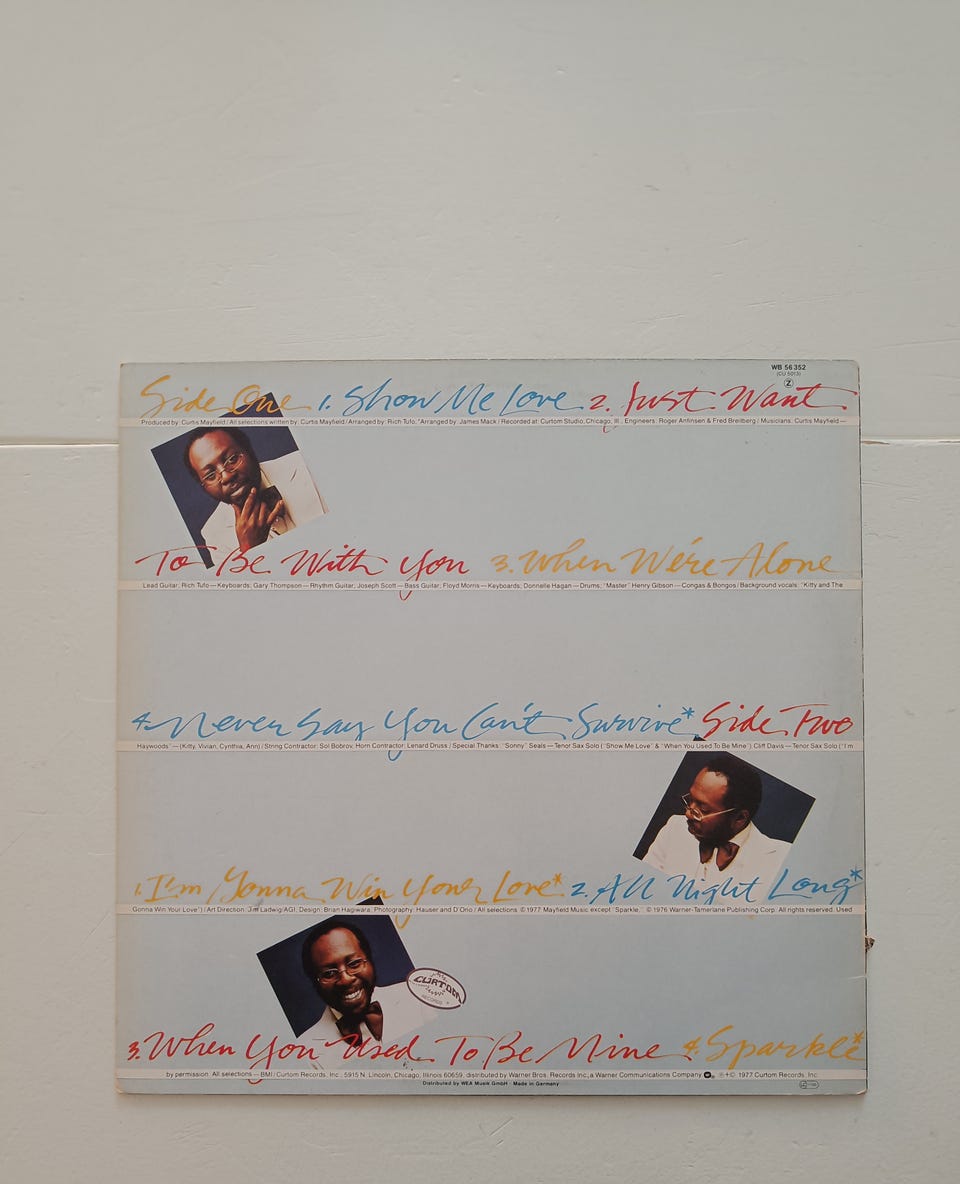 WB 56 352
(CU 5013)
Z
Side One 1. Show Me Love 2. Just Want
Produced by: Curtis Mayfield / All selections written by: Curtis Mayfield / Arranged by: Rich Tufo, *Arranged by: James Mack / Recorded at: Curtom Studio, Chicago, Ill., Engineers: Roger Anfinsen & Fred Breitberg / Musicians: Curtis Mayfield —
To Be With You 3. When We're Alone
Lead Guitar; Rich Tufo — Keyboards; Gary Thompson — Rhythm Guitar; Joseph Scott — Bass Guitar; Floyd Morris — Keyboards; Donnelle Hagan — Drums; "Master" Henry Gibson — Congas & Bongos / Background vocals: "Kitty and The
4. Never Say You Can't Survive* Side Two
Haywoods" — (Kitty, Vivian, Cynthia, Ann) / String Contractor: Sol Bobrov, Horn Contractor: Lenard Druss / Special Thanks: "Sonny" Seals — Tenor Sax Solo ("Show Me Love" & "When You Used To Be Mine") Cliff Davis — Tenor Sax Solo ("I'm
1. I'm Gonna Win Your Love* 2. All Night Long*
Gonna Win Your Love") / Art Direction: Jim Ladwig/AGI, Design: Brian Hagiwara, Photography: Hauser and D'Orio / All selections © 1977 Mayfield Music except "Sparkle," © 1976 Warner-Tamerlane Publishing Corp. All rights reserved. Used
CURTOM
RECORDS
3. When You Used To Be Mine 4. Sparkle*
by permission. All selections — BMI / Curtom Records, Inc., 5915 N. Lincoln, Chicago, Illinois 60659, distributed by Warner Bros. Records Inc., a Warner Communications Company ℗ + © 1977 Curtom Records, Inc.
Distributed by WEA Musik GmbH · Made in Germany